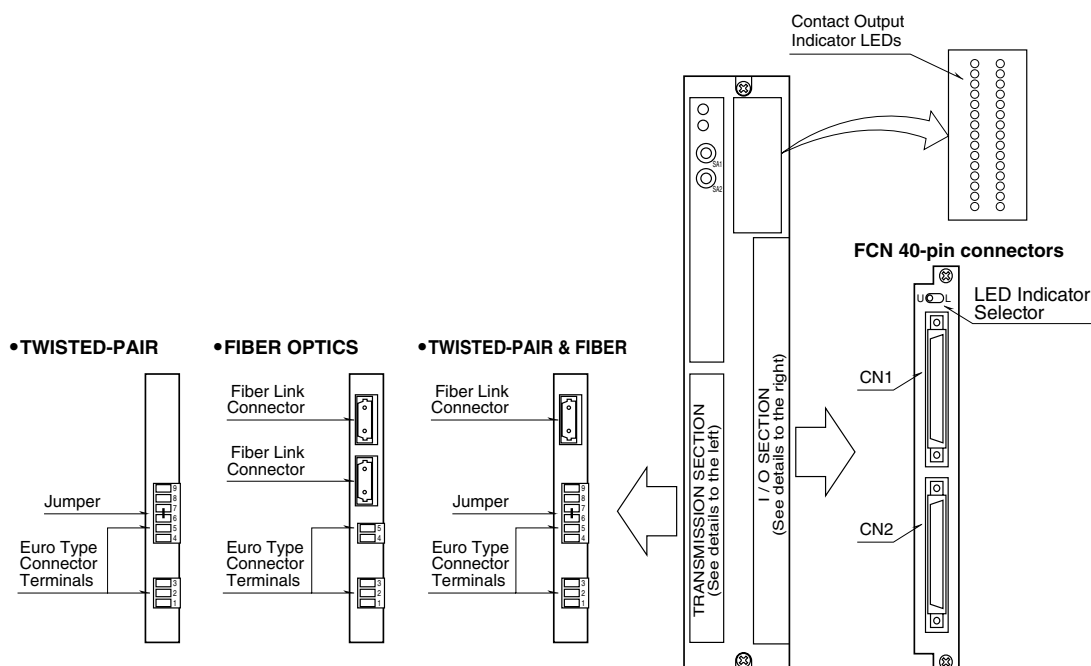 Contact Output
Indicator LEDs
SA1
SA2
FCN 40-pin connectors
U L
LED Indicator
Selector
CN1
CN2
I / O SECTION
(See details to the right)
TRANSMISSION SECTION
(See details to the left)
•TWISTED-PAIR
Jumper
Euro Type
Connector
Terminals
9
8
7
6
5
4
3
2
1
•FIBER OPTICS
Fiber Link
Connector
Fiber Link
Connector
Euro Type
Connector
Terminals
5
4
3
2
1
•TWISTED-PAIR & FIBER
Fiber Link
Connector
Jumper
Euro Type
Connector
Terminals
9
8
7
6
5
4
3
2
1